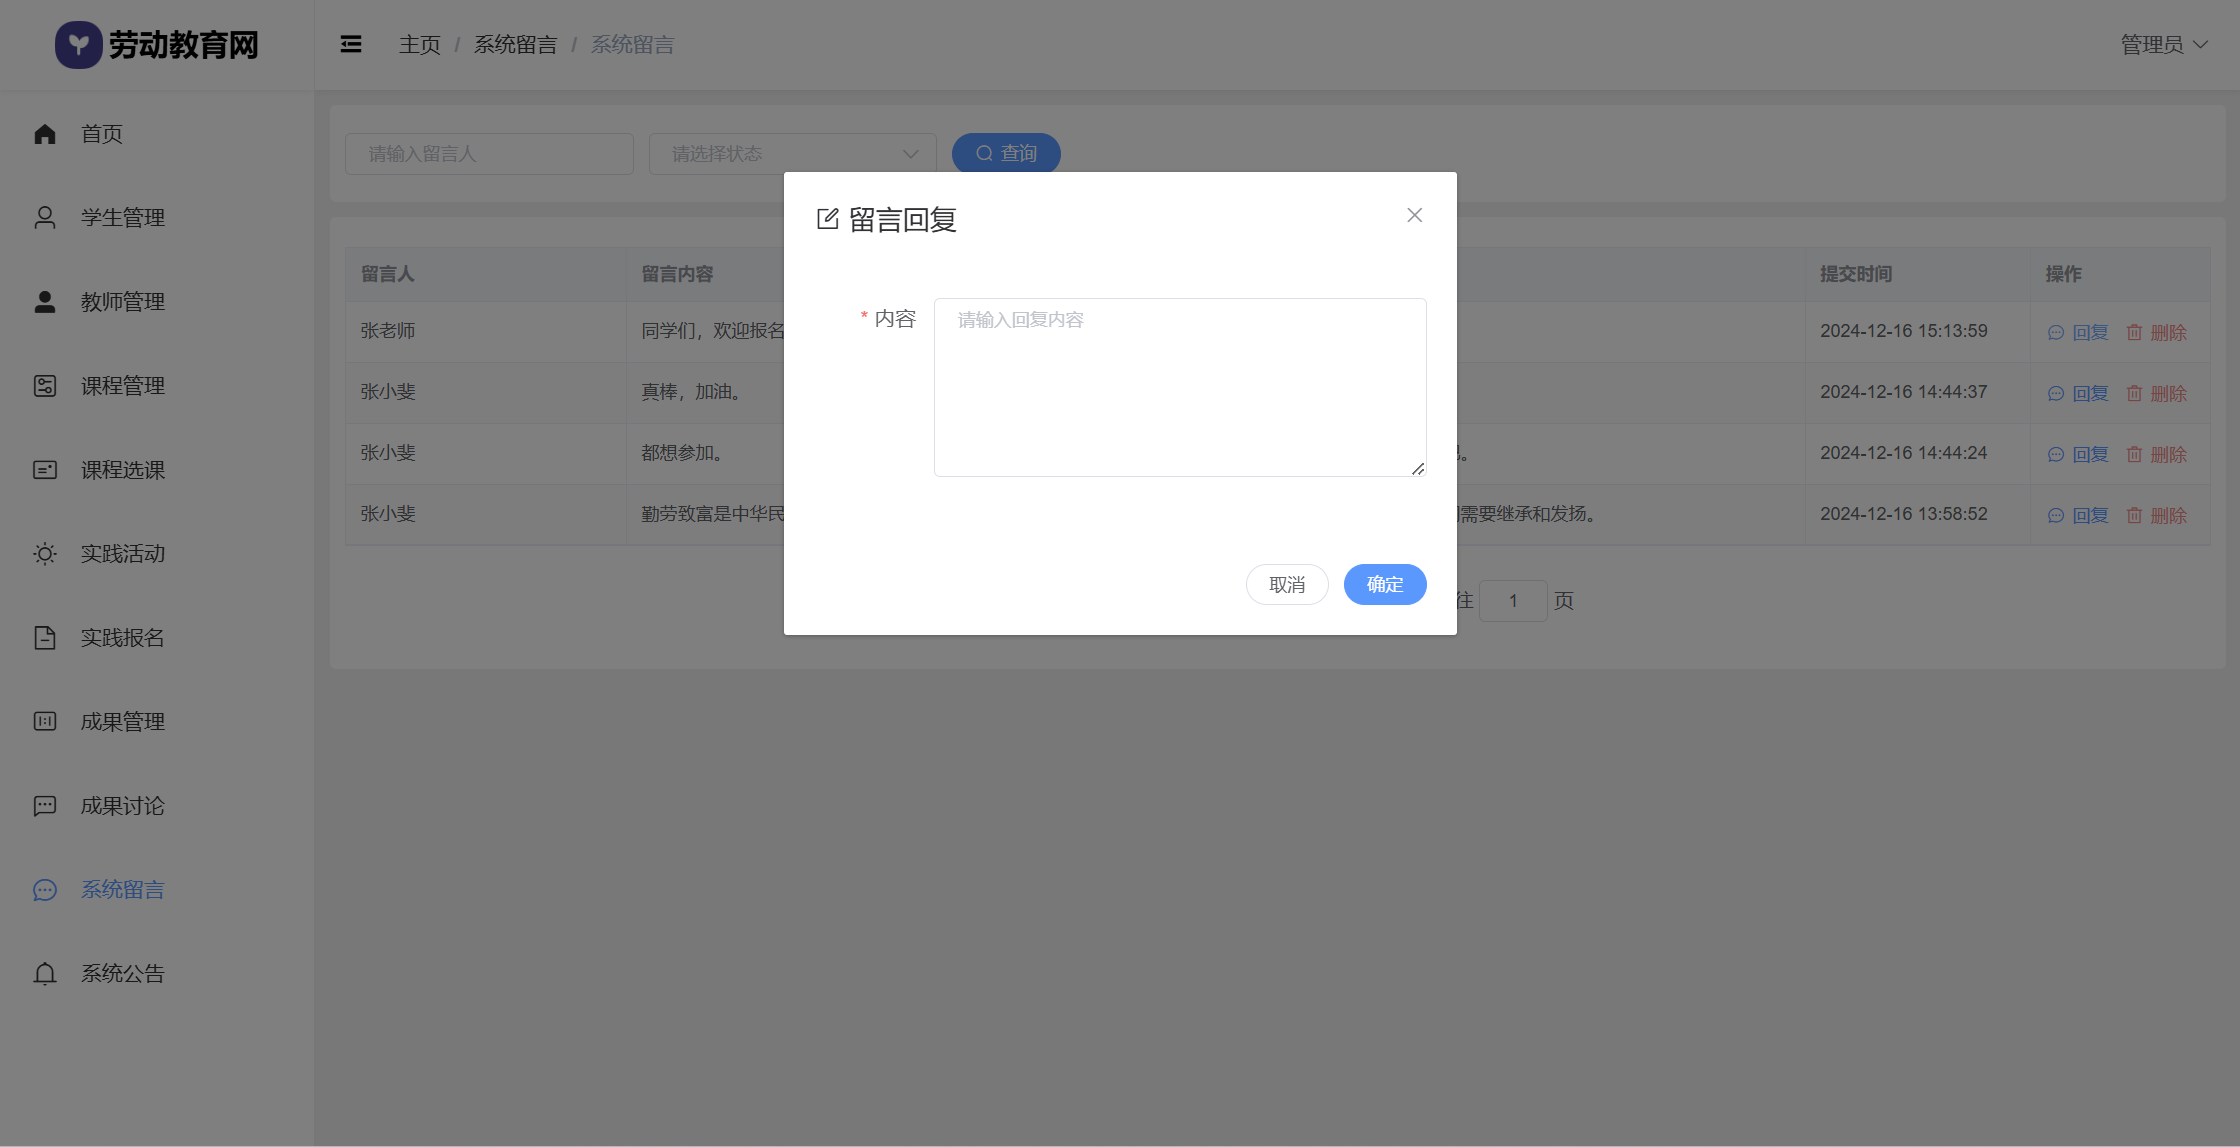 劳动教育网
主页 / 系统留言 / 系统留言
管理员
首页
学生管理
教师管理
课程管理
课程选课
实践活动
实践报名
成果管理
成果讨论
系统留言
系统公告
请输入留言人 请选择状态 查询
留言人 留言内容 提交时间 操作
张老师 同学们，欢迎报名 2024-12-16 15:13:59 回复 删除
张小斐 真棒，加油。 2024-12-16 14:44:37 回复 删除
张小斐 都想参加。 。 2024-12-16 14:44:24 回复 删除
张小斐 勤劳致富是中华民 需要继承和发扬。 2024-12-16 13:58:52 回复 删除
往 1 页
留言回复
* 内容 请输入回复内容
取消 确定